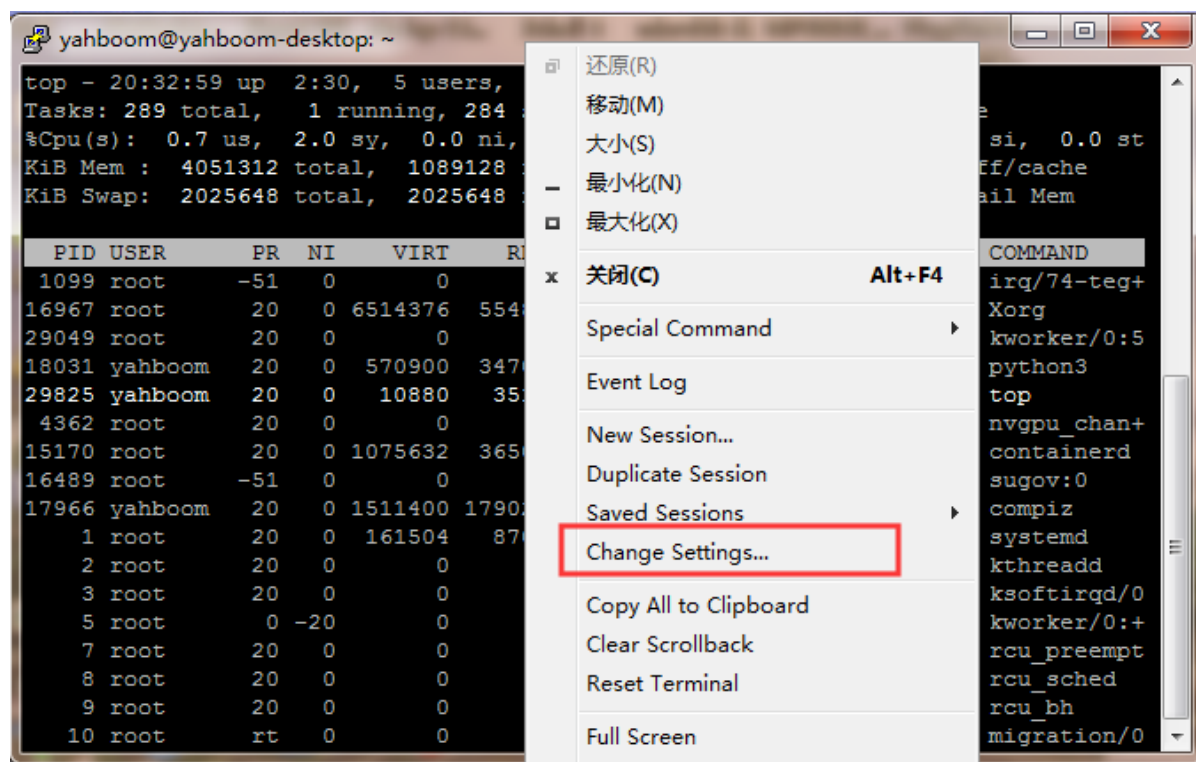 yahboom@yahboom-desktop: ~
top - 20:32:59 up 2:30, 5 users,
Tasks: 289 total, 1 running, 284
%Cpu(s): 0.7 us, 2.0 sy, 0.0 ni, si, 0.0 st
KiB Mem : 4051312 total, 1089128 ff/cache
KiB Swap: 2025648 total, 2025648 ail Mem
PID USER PR NI VIRT R COMMAND
1099 root -51 0 0 irq/74-teg+
16967 root 20 0 6514376 554 Xorg
29049 root 20 0 0 kworker/0:5
18031 yahboom 20 0 570900 347 python3
29825 yahboom 20 0 10880 35 top
4362 root 20 0 0 nvgpu_chan+
15170 root 20 0 1075632 365 containerd
16489 root -51 0 0 sugov:0
17966 yahboom 20 0 1511400 1790 compiz
1 root 20 0 161504 87 systemd
2 root 20 0 0 kthreadd
3 root 20 0 0 ksoftirqd/0
5 root 0 -20 0 kworker/0:+
7 root 20 0 0 rcu_preempt
8 root 20 0 0 rcu_sched
9 root 20 0 0 rcu_bh
10 root rt 0 0 migration/0
还原(R)
移动(M)
大小(S)
最小化(N)
最大化(X)
关闭(C) Alt+F4
Special Command
Event Log
New Session...
Duplicate Session
Saved Sessions
Change Settings...
Copy All to Clipboard
Clear Scrollback
Reset Terminal
Full Screen